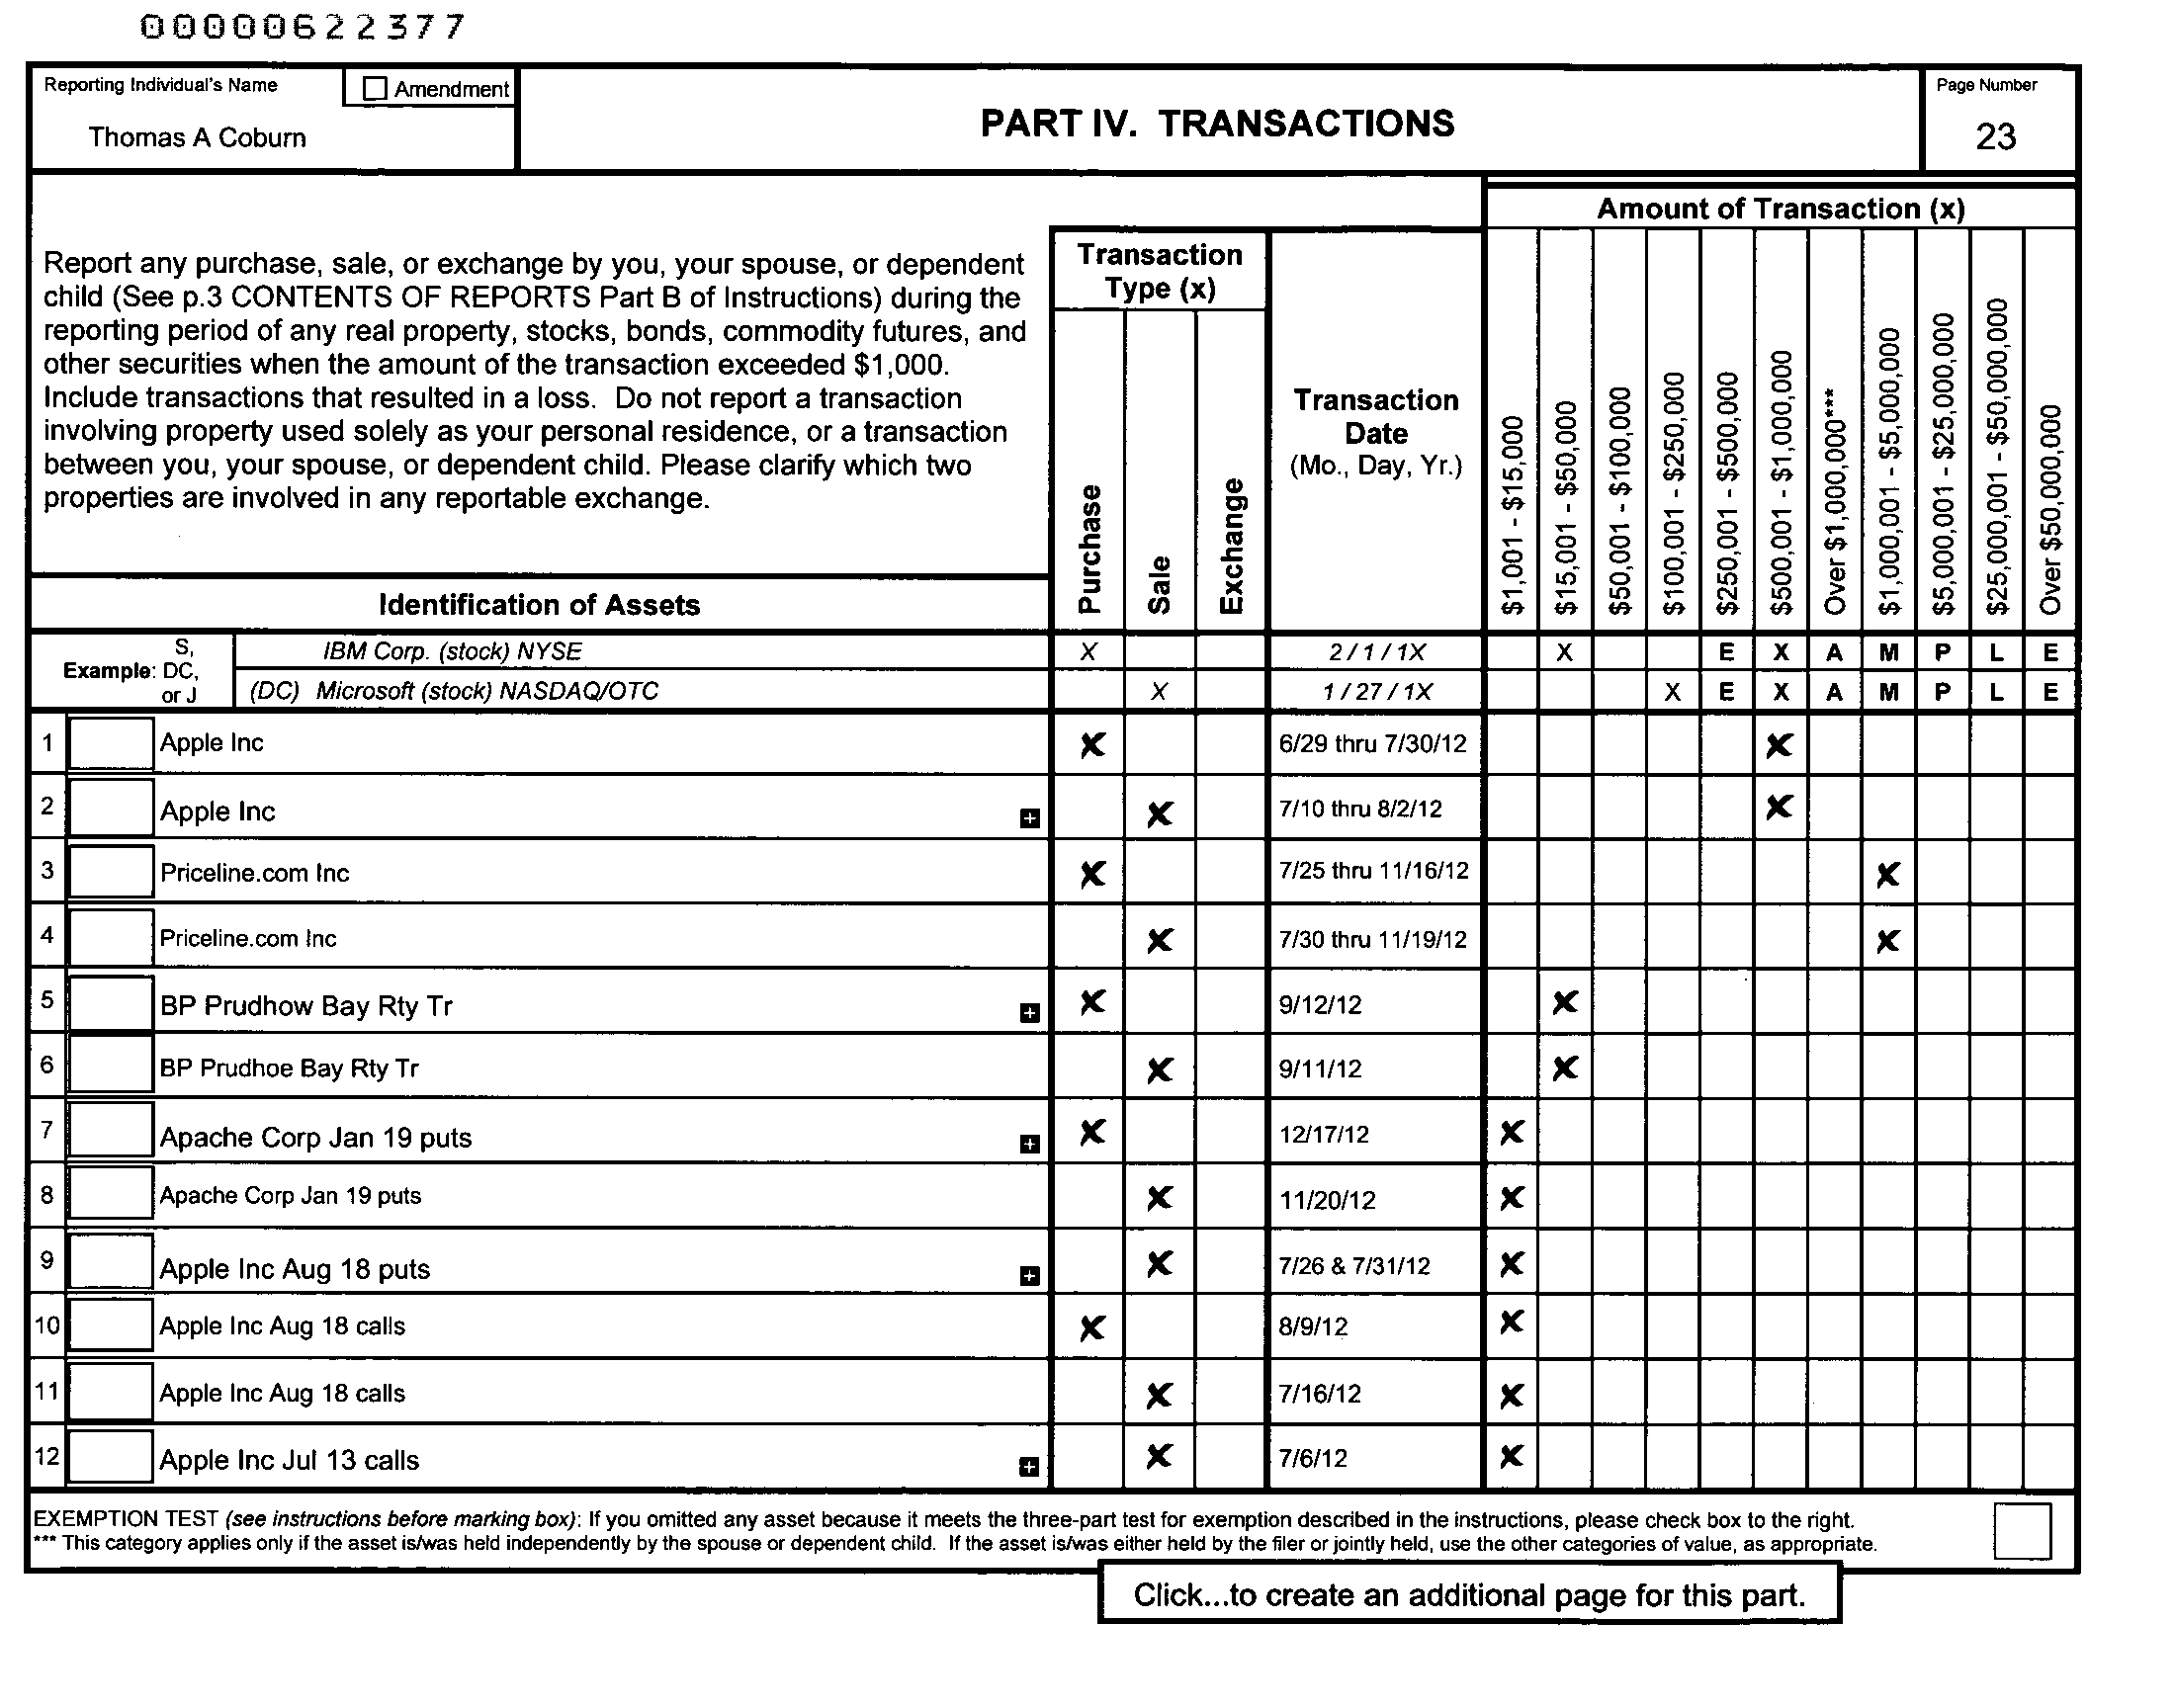 00000622377
Reporting Individual's Name
Amendment
Thomas A Coburn
PART IV. TRANSACTIONS
Page Number
23
Report any purchase, sale, or exchange by you, your spouse, or dependent
child (See p.3 CONTENTS OF REPORTS Part B of Instructions) during the
reporting period of any real property, stocks, bonds, commodity futures, and
other securities when the amount of the transaction exceeded $1,000.
Include transactions that resulted in a loss. Do not report a transaction
involving property used solely as your personal residence, or a transaction
between you, your spouse, or dependent child. Please clarify which two
properties are involved in any reportable exchange.
Identification of Assets
Transaction
Type (x)
Purchase
Sale
Exchange
Transaction
Date
(Mo., Day, Yr.)
Amount of Transaction (x)
$1,001 - $15,000
$15,001 - $50,000
$50,001 - $100,000
$100,001 - $250,000
$250,001 - $500,000
$500,001 - $1,000,000
Over $1,000,000***
$1,000,001 - $5,000,000
$5,000,001 - $25,000,000
$25,000,001 - $50,000,000
Over $50,000,000
Example: S, DC, or J
IBM Corp. (stock) NYSE X 2 / 1 / 1X X E X A M P L E
(DC) Microsoft (stock) NASDAQ/OTC X 1 / 27 / 1X X E X A M P L E
1 Apple Inc X 6/29 thru 7/30/12 X
2 Apple Inc + X 7/10 thru 8/2/12 X
3 Priceline.com Inc X 7/25 thru 11/16/12 X
4 Priceline.com Inc X 7/30 thru 11/19/12 X
5 BP Prudhow Bay Rty Tr + X 9/12/12 X
6 BP Prudhoe Bay Rty Tr X 9/11/12 X
7 Apache Corp Jan 19 puts + X 12/17/12 X
8 Apache Corp Jan 19 puts X 11/20/12 X
9 Apple Inc Aug 18 puts + X 7/26 & 7/31/12 X
10 Apple Inc Aug 18 calls X 8/9/12 X
11 Apple Inc Aug 18 calls X 7/16/12 X
12 Apple Inc Jul 13 calls + X 7/6/12 X
EXEMPTION TEST (see instructions before marking box): If you omitted any asset because it meets the three-part test for exemption described in the instructions, please check box to the right.
*** This category applies only if the asset is/was held independently by the spouse or dependent child. If the asset is/was either held by the filer or jointly held, use the other categories of value, as appropriate.
Click...to create an additional page for this part.